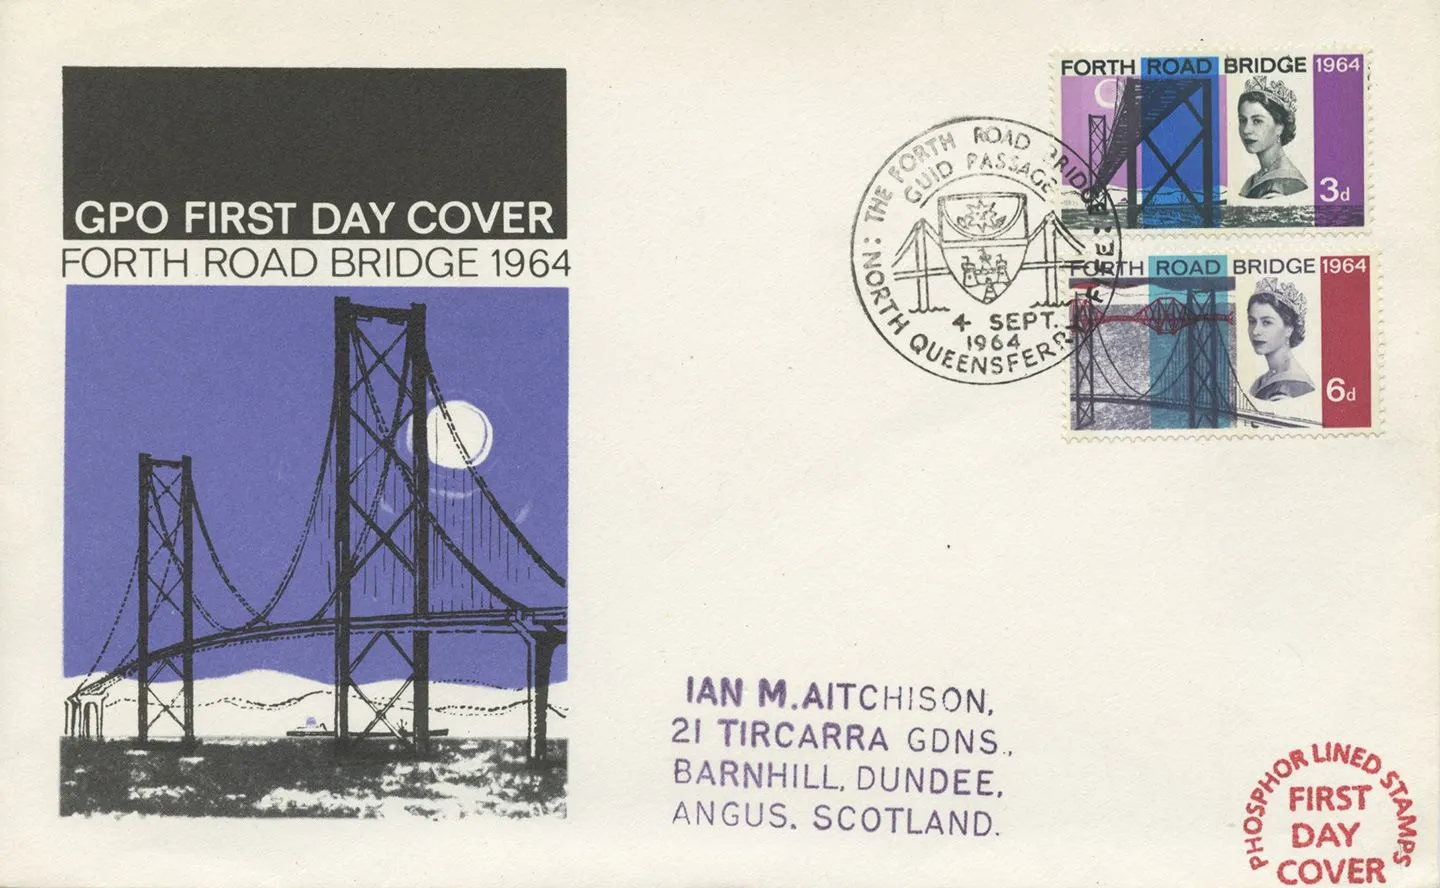 GPO FIRST DAY COVER
FORTH ROAD BRIDGE 1964
FORTH ROAD BRIDGE 1964
3d
FORTH ROAD BRIDGE 1964
6d
THE FORTH ROAD BRIDGE
GUID PASSAGE
4 SEPT.
1964
NORTH QUEENSFERRY FIFE
IAN M. AITCHISON,
21 TIRCARRA GDNS.,
BARNHILL, DUNDEE,
ANGUS. SCOTLAND.
PHOSPHOR LINED STAMPS
FIRST
DAY
COVER